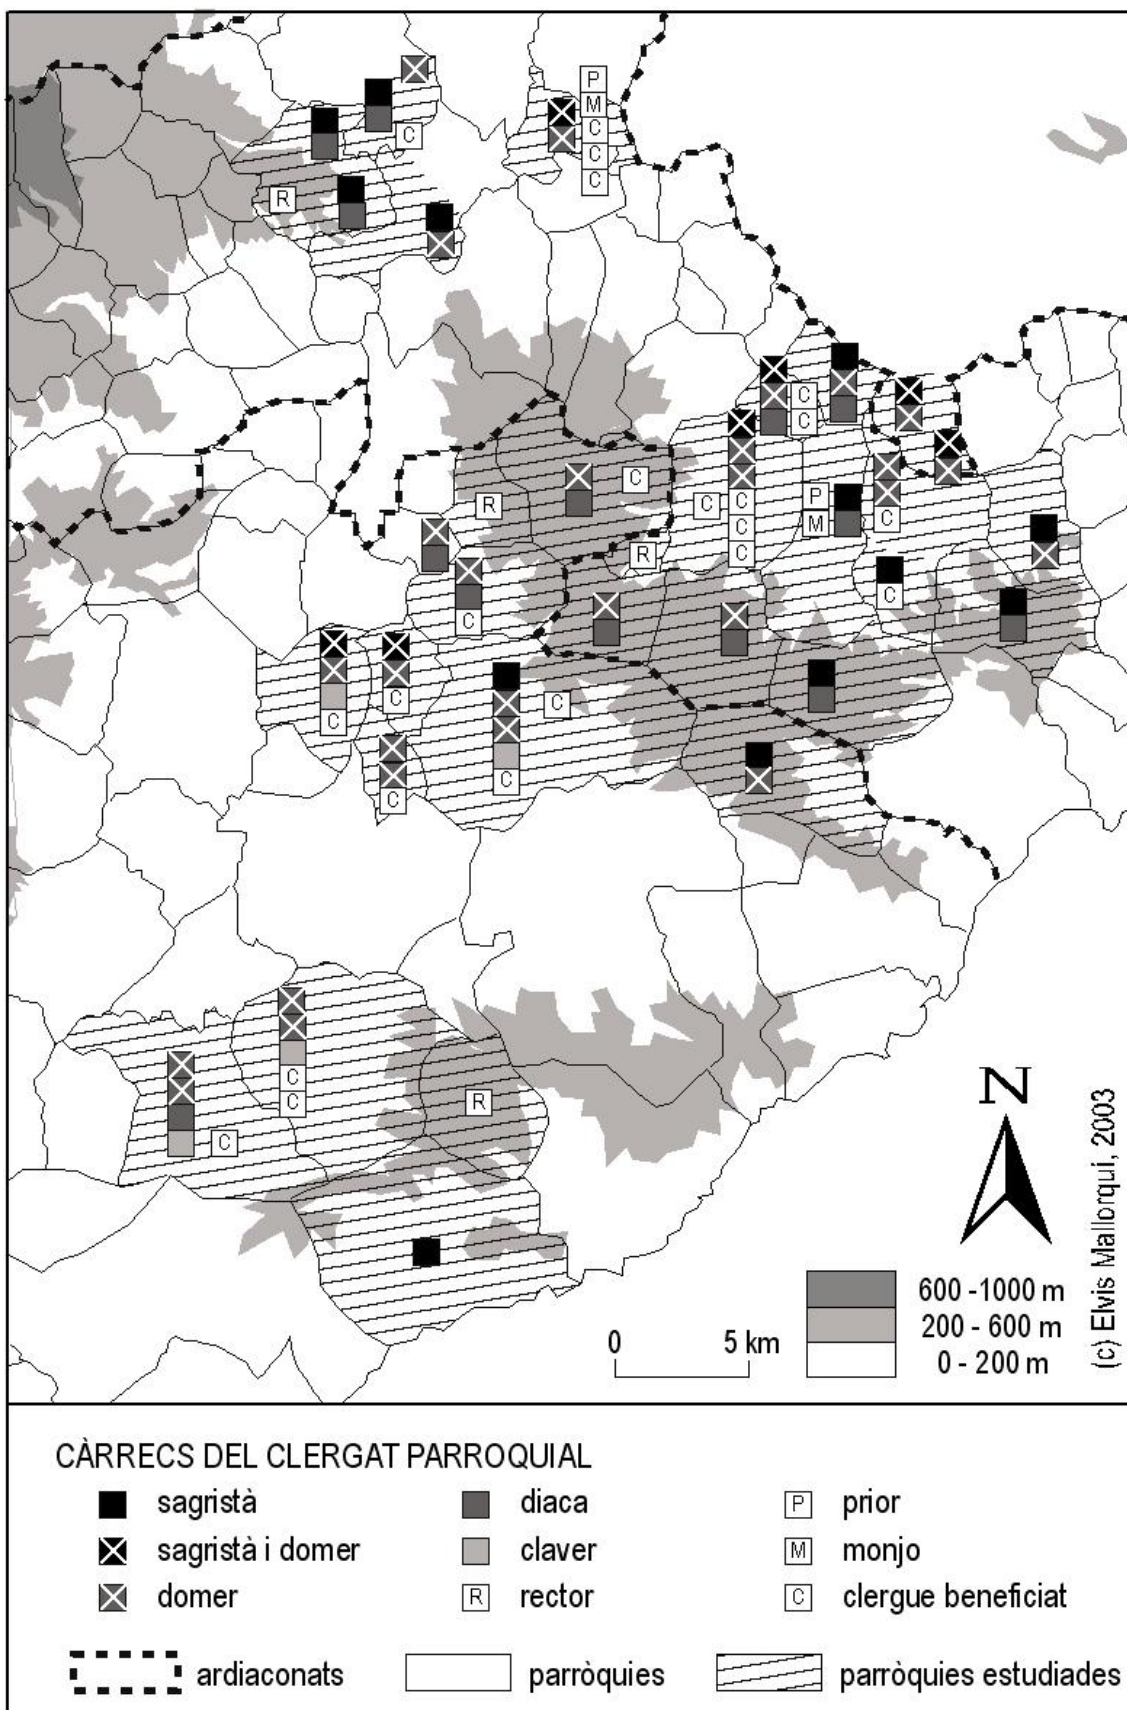 P
M
C
C
C
C
R
C
C
C
P
C
C
R
M
C
C
C
R
C
C
C
C
C
C
C
C
C
R
C
N
600 -1000 m
200 - 600 m
0 - 200 m
0 5 km
(c) Elvis Mallorqui, 2003
CÀRRECS DEL CLERGAT PARROQUIAL
sagristà
diaca
P prior
sagristà i domer
claver
M monjo
domer
R rector
C clergue beneficiat
ardiaconats
parròquies
parròquies estudiades